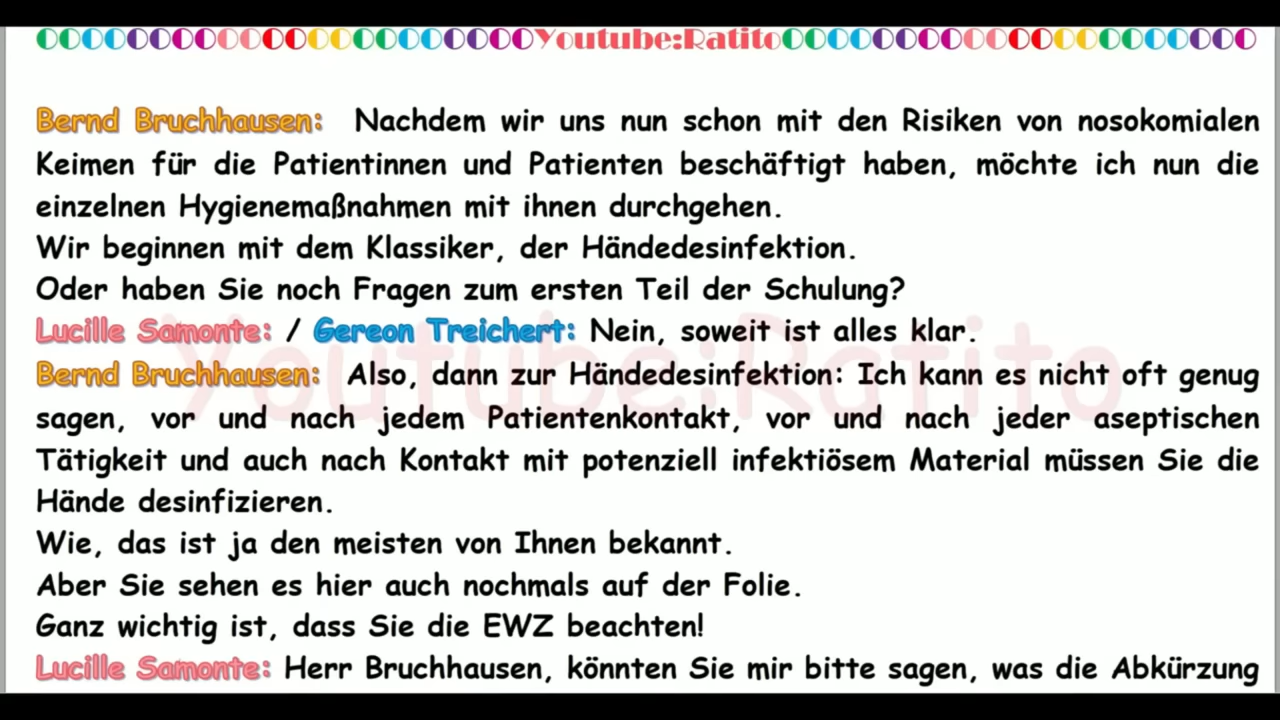 Youtube:Ratito
Bernd Bruchhausen: Nachdem wir uns nun schon mit den Risiken von nosokomialen
Keimen für die Patientinnen und Patienten beschäftigt haben, möchte ich nun die
einzelnen Hygienemaßnahmen mit ihnen durchgehen.
Wir beginnen mit dem Klassiker, der Händedesinfektion.
Oder haben Sie noch Fragen zum ersten Teil der Schulung?
Lucille Samonte: / Gereon Treichert: Nein, soweit ist alles klar.
Youtube:Ratito
Bernd Bruchhausen: Also, dann zur Händedesinfektion: Ich kann es nicht oft genug
sagen, vor und nach jedem Patientenkontakt, vor und nach jeder aseptischen
Tätigkeit und auch nach Kontakt mit potenziell infektiösem Material müssen Sie die
Hände desinfizieren.
Wie, das ist ja den meisten von Ihnen bekannt.
Aber Sie sehen es hier auch nochmals auf der Folie.
Ganz wichtig ist, dass Sie die EWZ beachten!
Lucille Samonte: Herr Bruchhausen, könnten Sie mir bitte sagen, was die Abkürzung